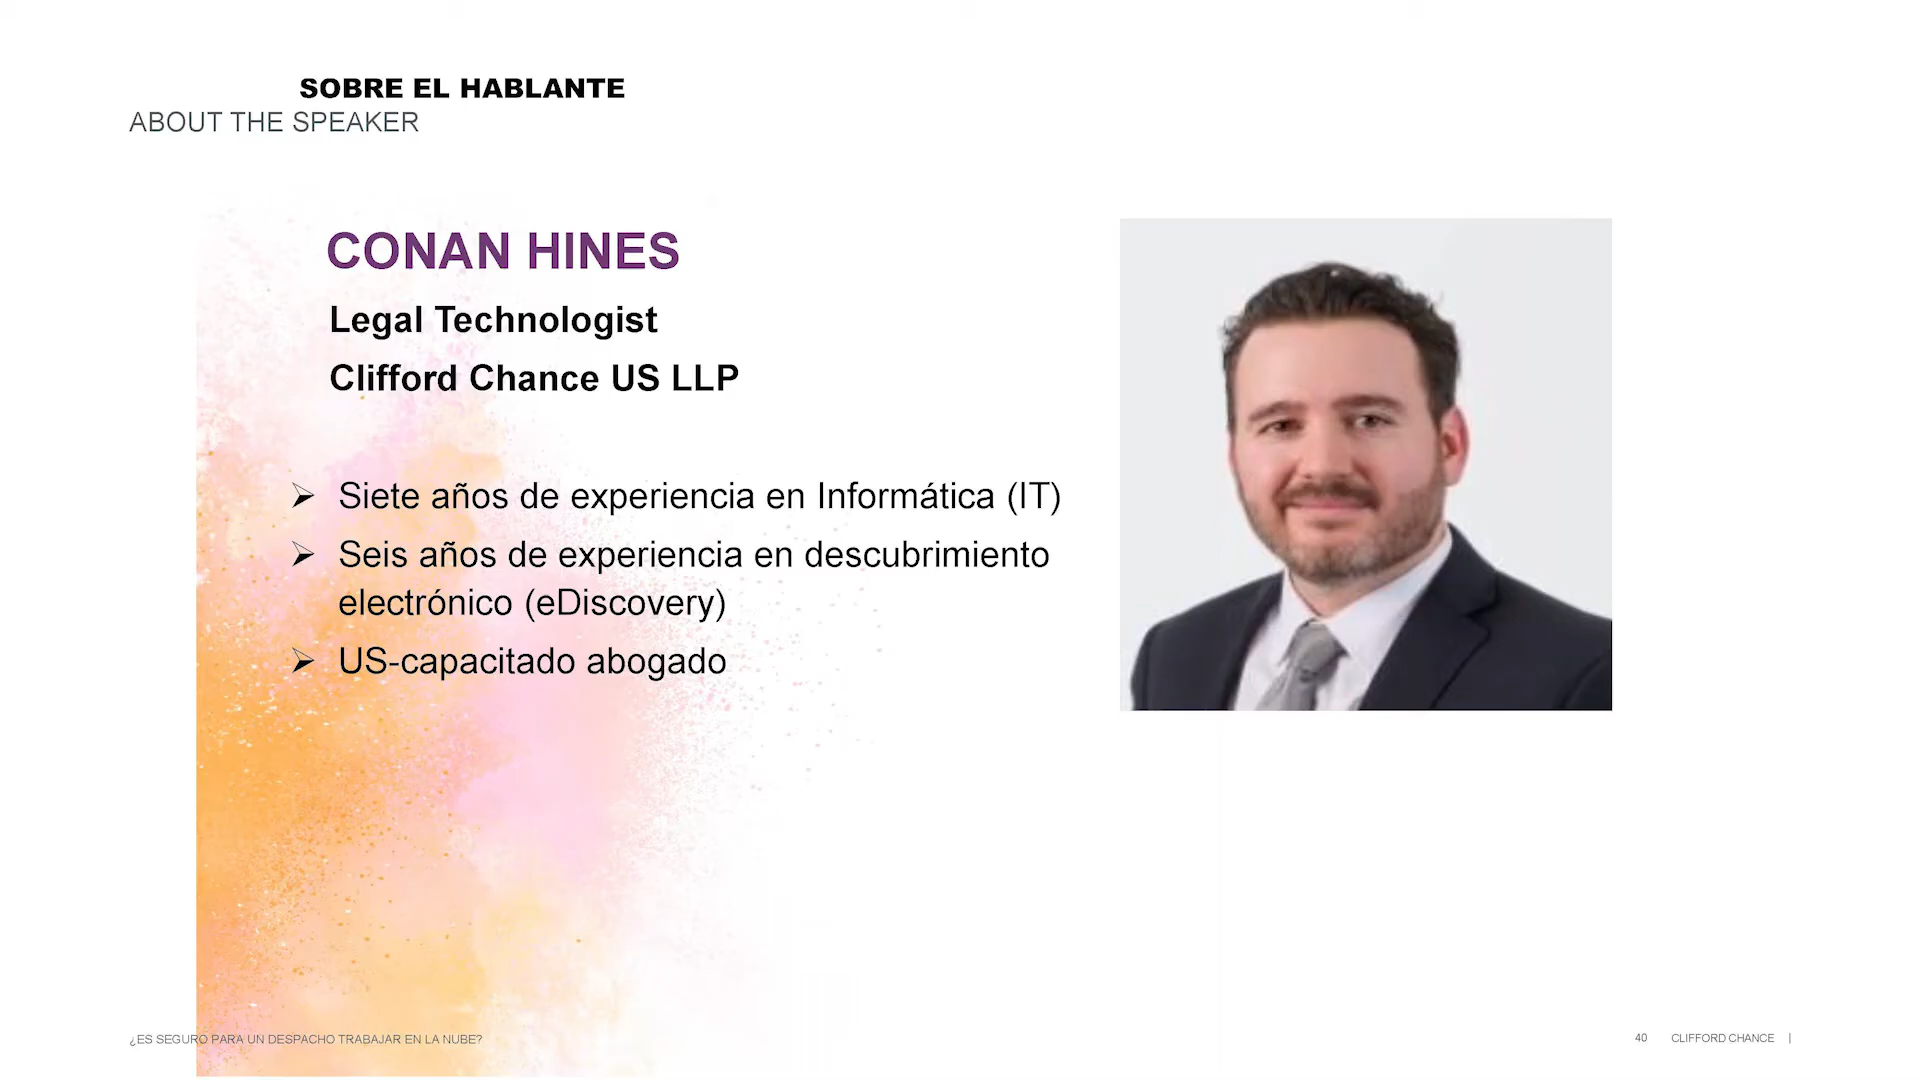 SOBRE EL HABLANTE
ABOUT THE SPEAKER
CONAN HINES
Legal Technologist
Clifford Chance US LLP
➢ Siete años de experiencia en Informática (IT)
➢ Seis años de experiencia en descubrimiento
electrónico (eDiscovery)
➢ US-capacitado abogado
¿ES SEGURO PARA UN DESPACHO TRABAJAR EN LA NUBE?
40 CLIFFORD CHANCE |